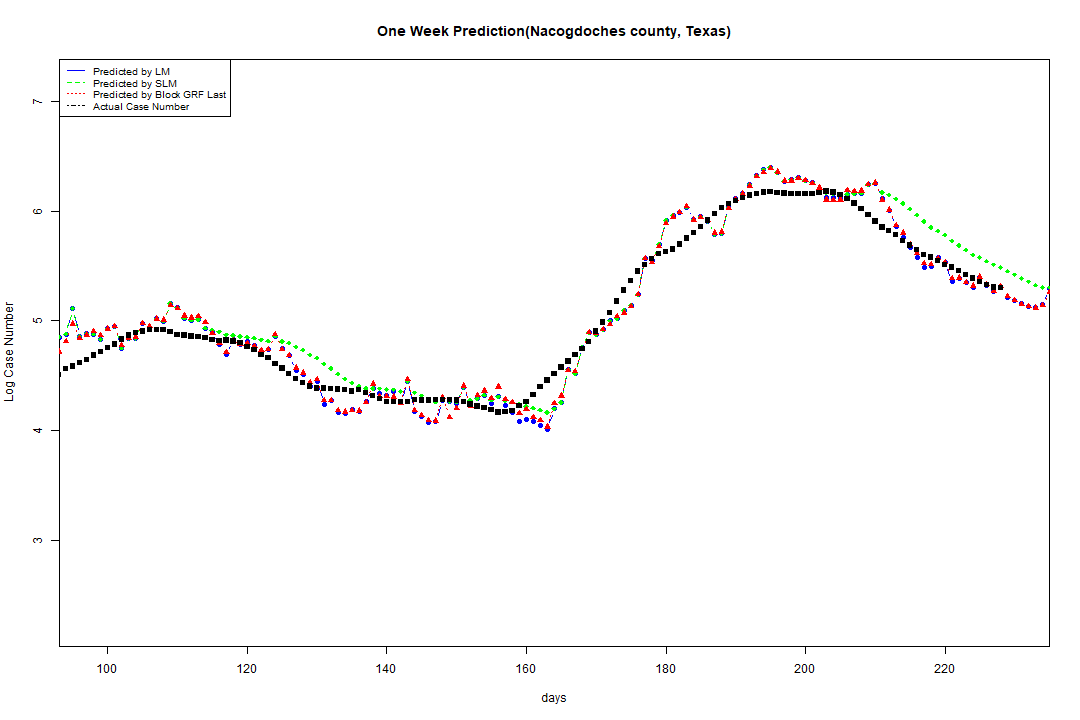 One Week Prediction(Nacogdoches county, Texas)
Predicted by LM
Predicted by SLM
Predicted by Block GRF Last
Actual Case Number
7
6
5
4
3
Log Case Number
100 120 140 160 180 200 220
days